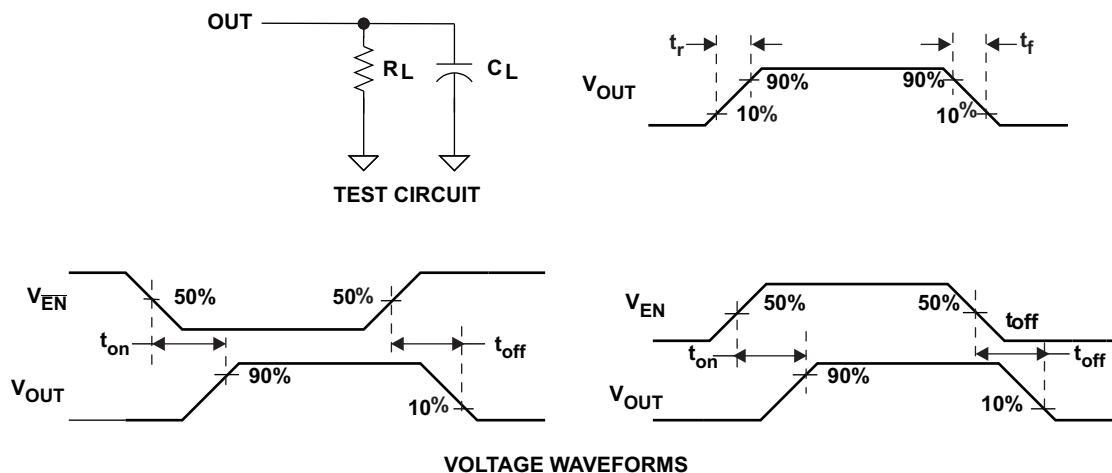 OUT
RL
CL
TEST CIRCUIT
tr
tf
VOUT
90%
90%
10%
10%
VEN
50%
50%
ton
toff
VOUT
90%
10%
VEN
50%
50%
toff
ton
toff
VOUT
90%
10%
VOLTAGE WAVEFORMS